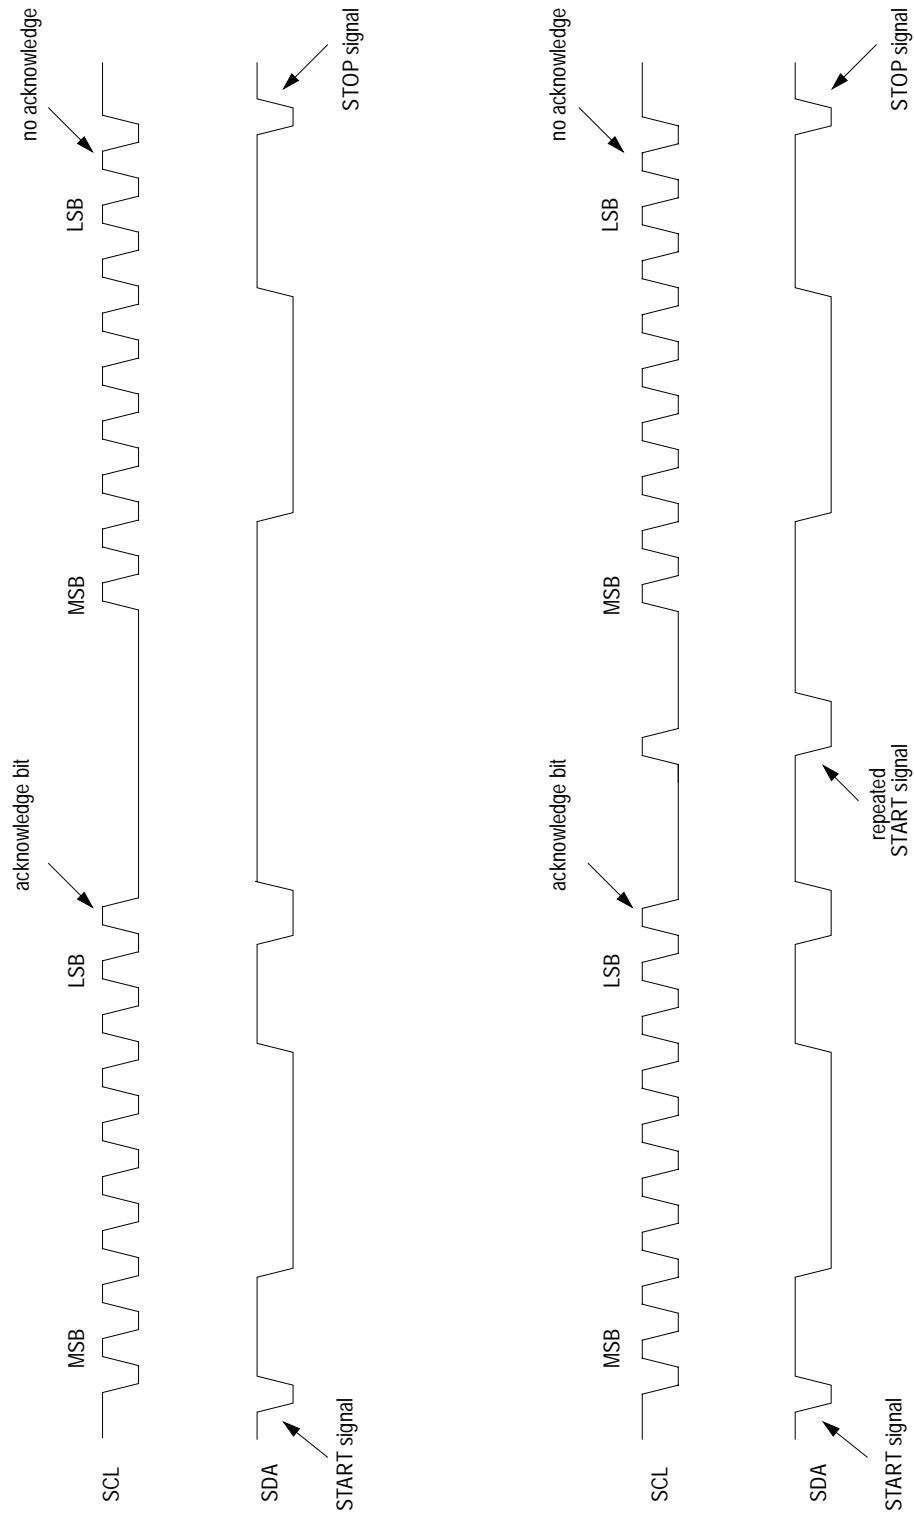 MSB
LSB
acknowledge bit
MSB
LSB
no acknowledge
SCL
SDA
START signal
STOP signal
MSB
LSB
acknowledge bit
MSB
LSB
no acknowledge
SCL
SDA
START signal
repeated
START signal
STOP signal